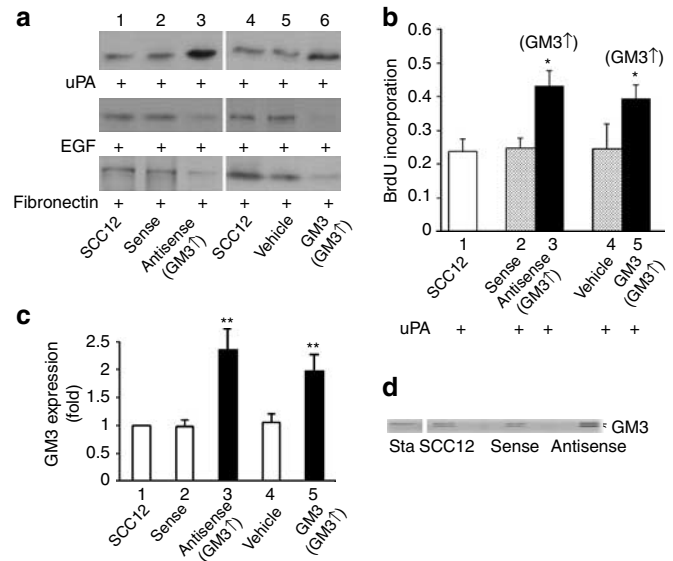 a
1 2 3 4 5 6
uPA + + + + + +
EGF + + + + + +
Fibronectin + + + + + +
SCC12
Sense
Antisense
(GM3↑)
SCC12
Vehicle
GM3
(GM3↑)
b
(GM3↑)
(GM3↑)
* *
BrdU incorporation
0.6
0.5
0.4
0.3
0.2
0.1
0
1 2 3 4 5
SCC12
Sense
Antisense
(GM3↑)
Vehicle
GM3
(GM3↑)
uPA + + + + +
c
** **
GM3 expression
(fold)
2.5
2
1.5
1
0.5
0
1 2 3 4 5
SCC12
Sense
Antisense
(GM3↑)
Vehicle
GM3
(GM3↑)
d
GM3
Sta SCC12 Sense Antisense